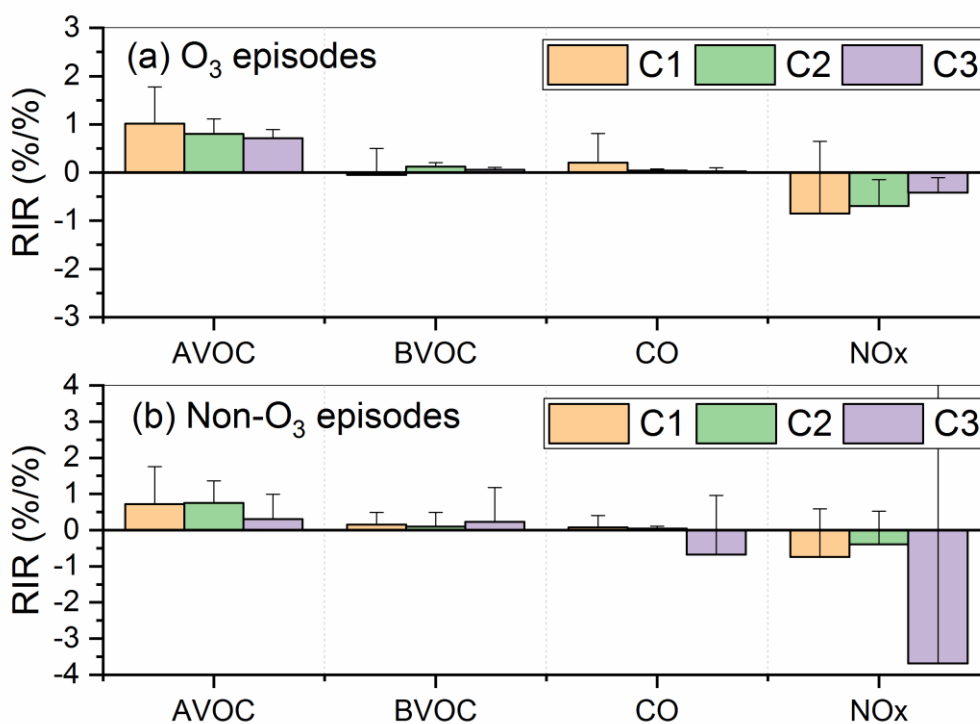 (a) O₃ episodes
C1 C2 C3
RIR (%/%)
3
2
1
0
-1
-2
-3
AVOC BVOC CO NOx
(b) Non-O₃ episodes
C1 C2 C3
RIR (%/%)
4
3
2
1
0
-1
-2
-3
-4
AVOC BVOC CO NOx